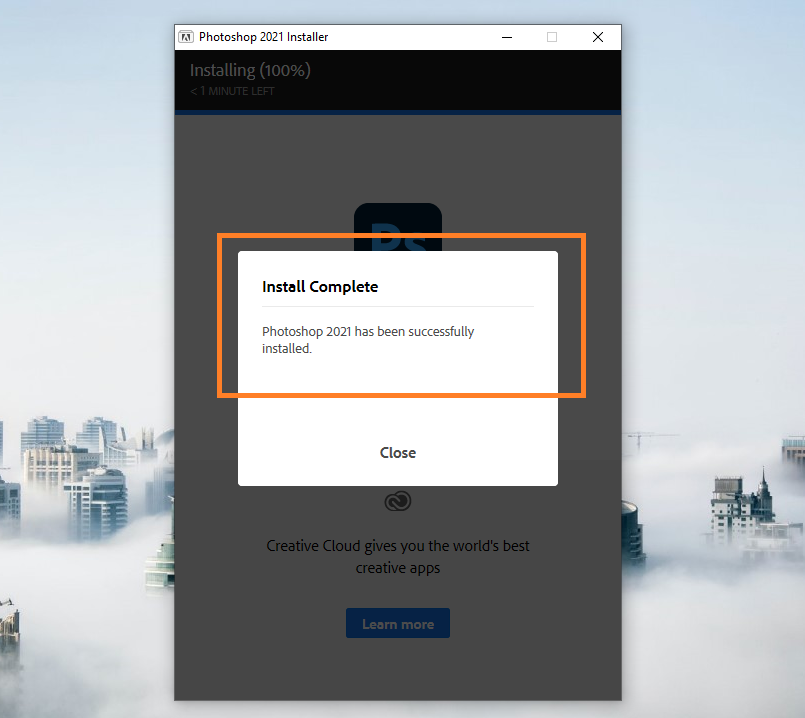 Photoshop 2021 Installer
Installing (100%)
< 1 MINUTE LEFT
Ps
Install Complete
Photoshop 2021 has been successfully
installed.
Close
Creative Cloud gives you the world's best
creative apps
Learn more